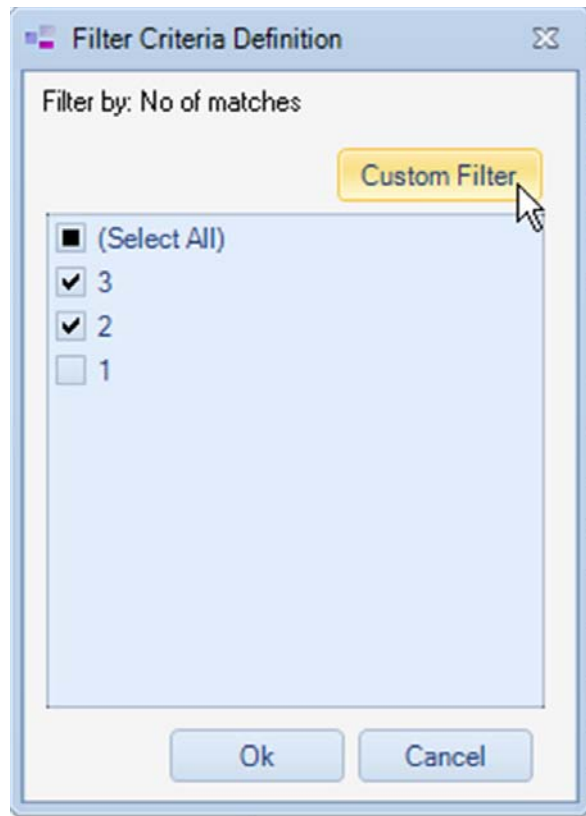 Filter Criteria Definition
Filter by: No of matches
Custom Filter
(Select All)
3
2
1
Ok Cancel